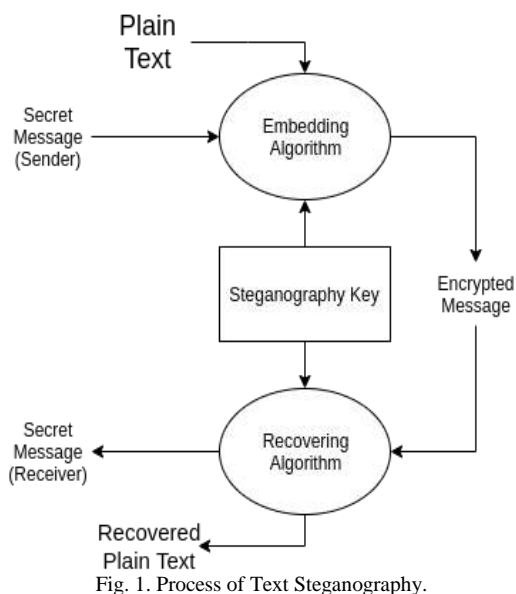 Plain
Text
Secret
Message
(Sender)
Embedding
Algorithm
Steganography Key
Encrypted
Message
Secret
Message
(Receiver)
Recovering
Algorithm
Recovered
Plain Text
Fig. 1. Process of Text Steganography.